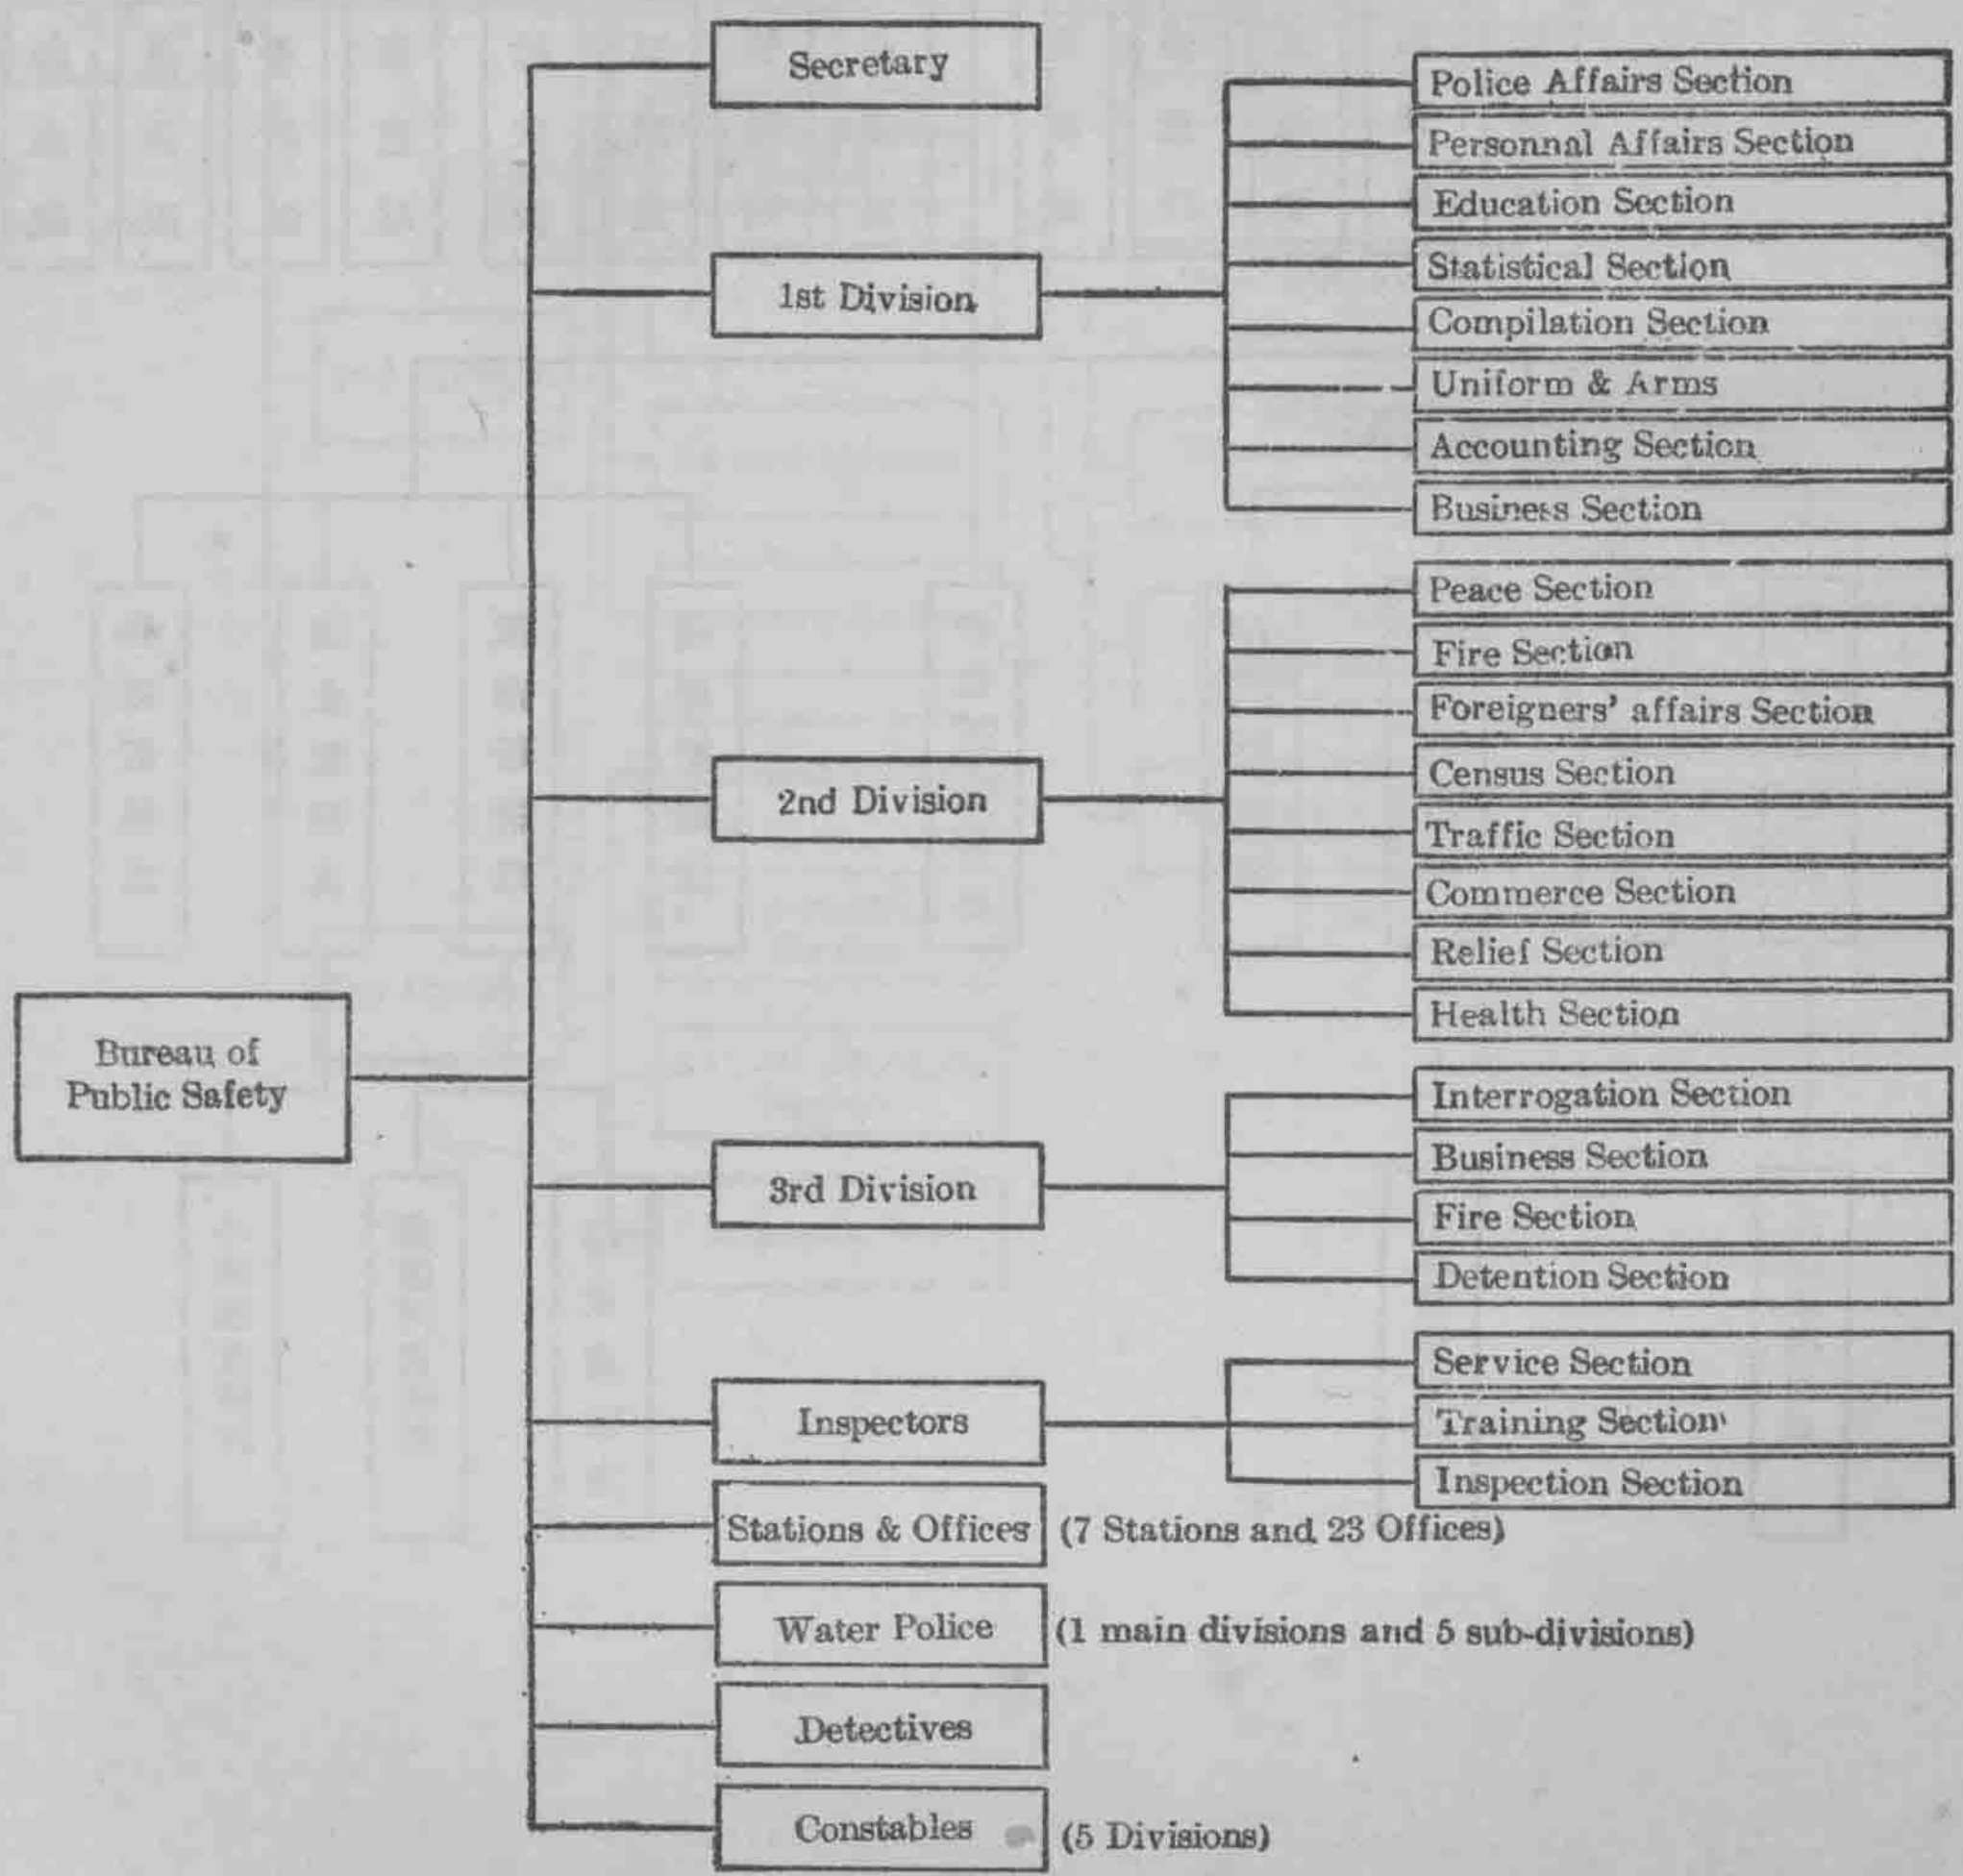 Bureau of
Public Safety
Secretary
1st Division
Police Affairs Section
Personnal Affairs Section
Education Section
Statistical Section
Compilation Section
Uniform & Arms
Accounting Section
Business Section
2nd Division
Peace Section
Fire Section
Foreigners' affairs Section
Census Section
Traffic Section
Commerce Section
Relief Section
Health Section
3rd Division
Interrogation Section
Business Section
Fire Section
Detention Section
Inspectors
Service Section
Training Section
Inspection Section
Stations & Offices (7 Stations and 23 Offices)
Water Police (1 main divisions and 5 sub-divisions)
Detectives
Constables (5 Divisions)